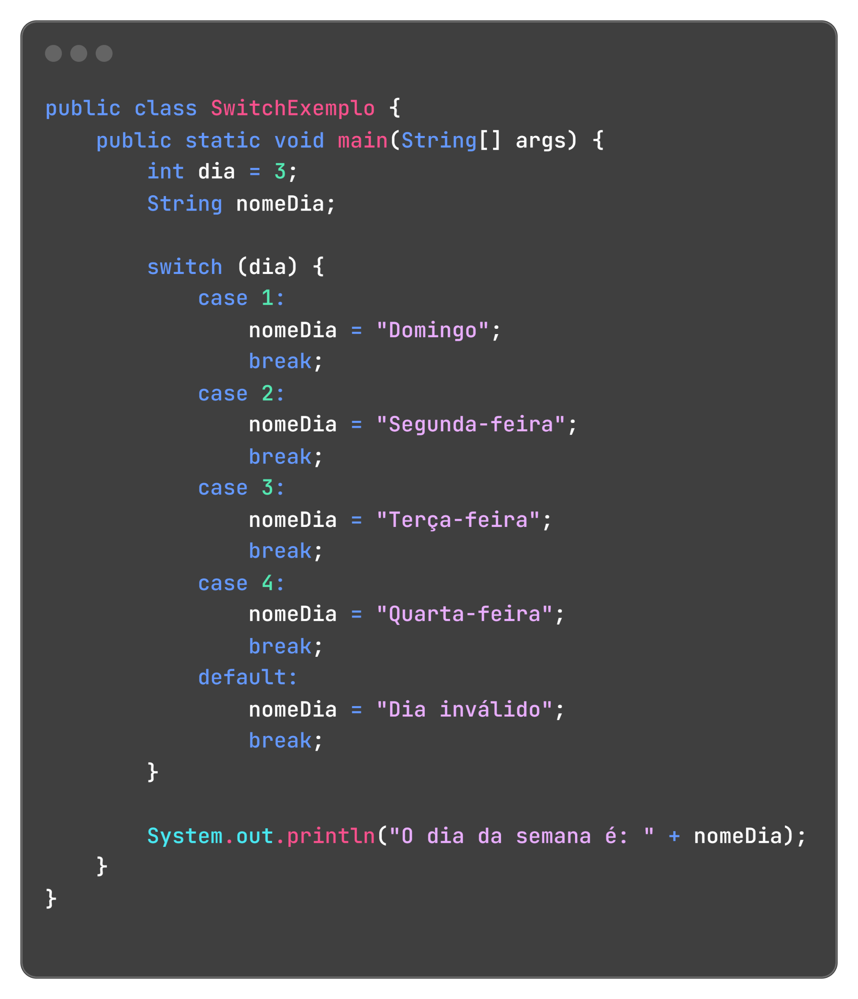 public class SwitchExemplo {
    public static void main(String[] args) {
        int dia = 3;
        String nomeDia;

        switch (dia) {
            case 1:
                nomeDia = "Domingo";
                break;
            case 2:
                nomeDia = "Segunda-feira";
                break;
            case 3:
                nomeDia = "Terça-feira";
                break;
            case 4:
                nomeDia = "Quarta-feira";
                break;
            default:
                nomeDia = "Dia inválido";
                break;
        }

        System.out.println("O dia da semana é: " + nomeDia);
    }
}